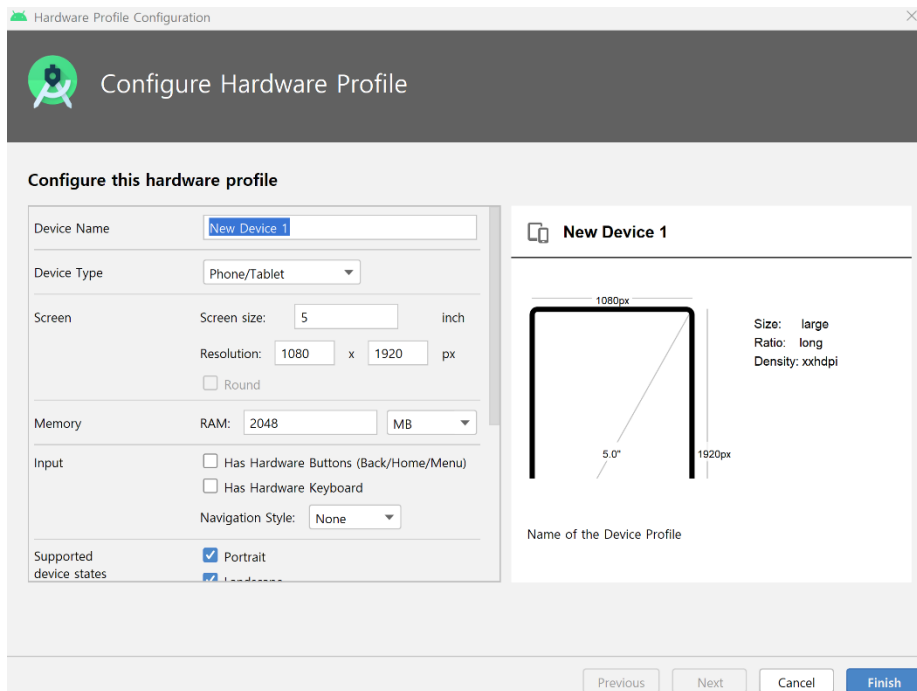 Hardware Profile Configuration
Configure Hardware Profile
Configure this hardware profile
Device Name New Device 1
Device Type Phone/Tablet
Screen Screen size: 5 inch
Resolution: 1080 x 1920 px
Round
Memory RAM: 2048 MB
Input Has Hardware Buttons (Back/Home/Menu)
Has Hardware Keyboard
Navigation Style: None
Supported Portrait
device states Landscape
New Device 1
1080px
Size: large
Ratio: long
Density: xxhdpi
5.0"
1920px
Name of the Device Profile
Previous Next Cancel Finish